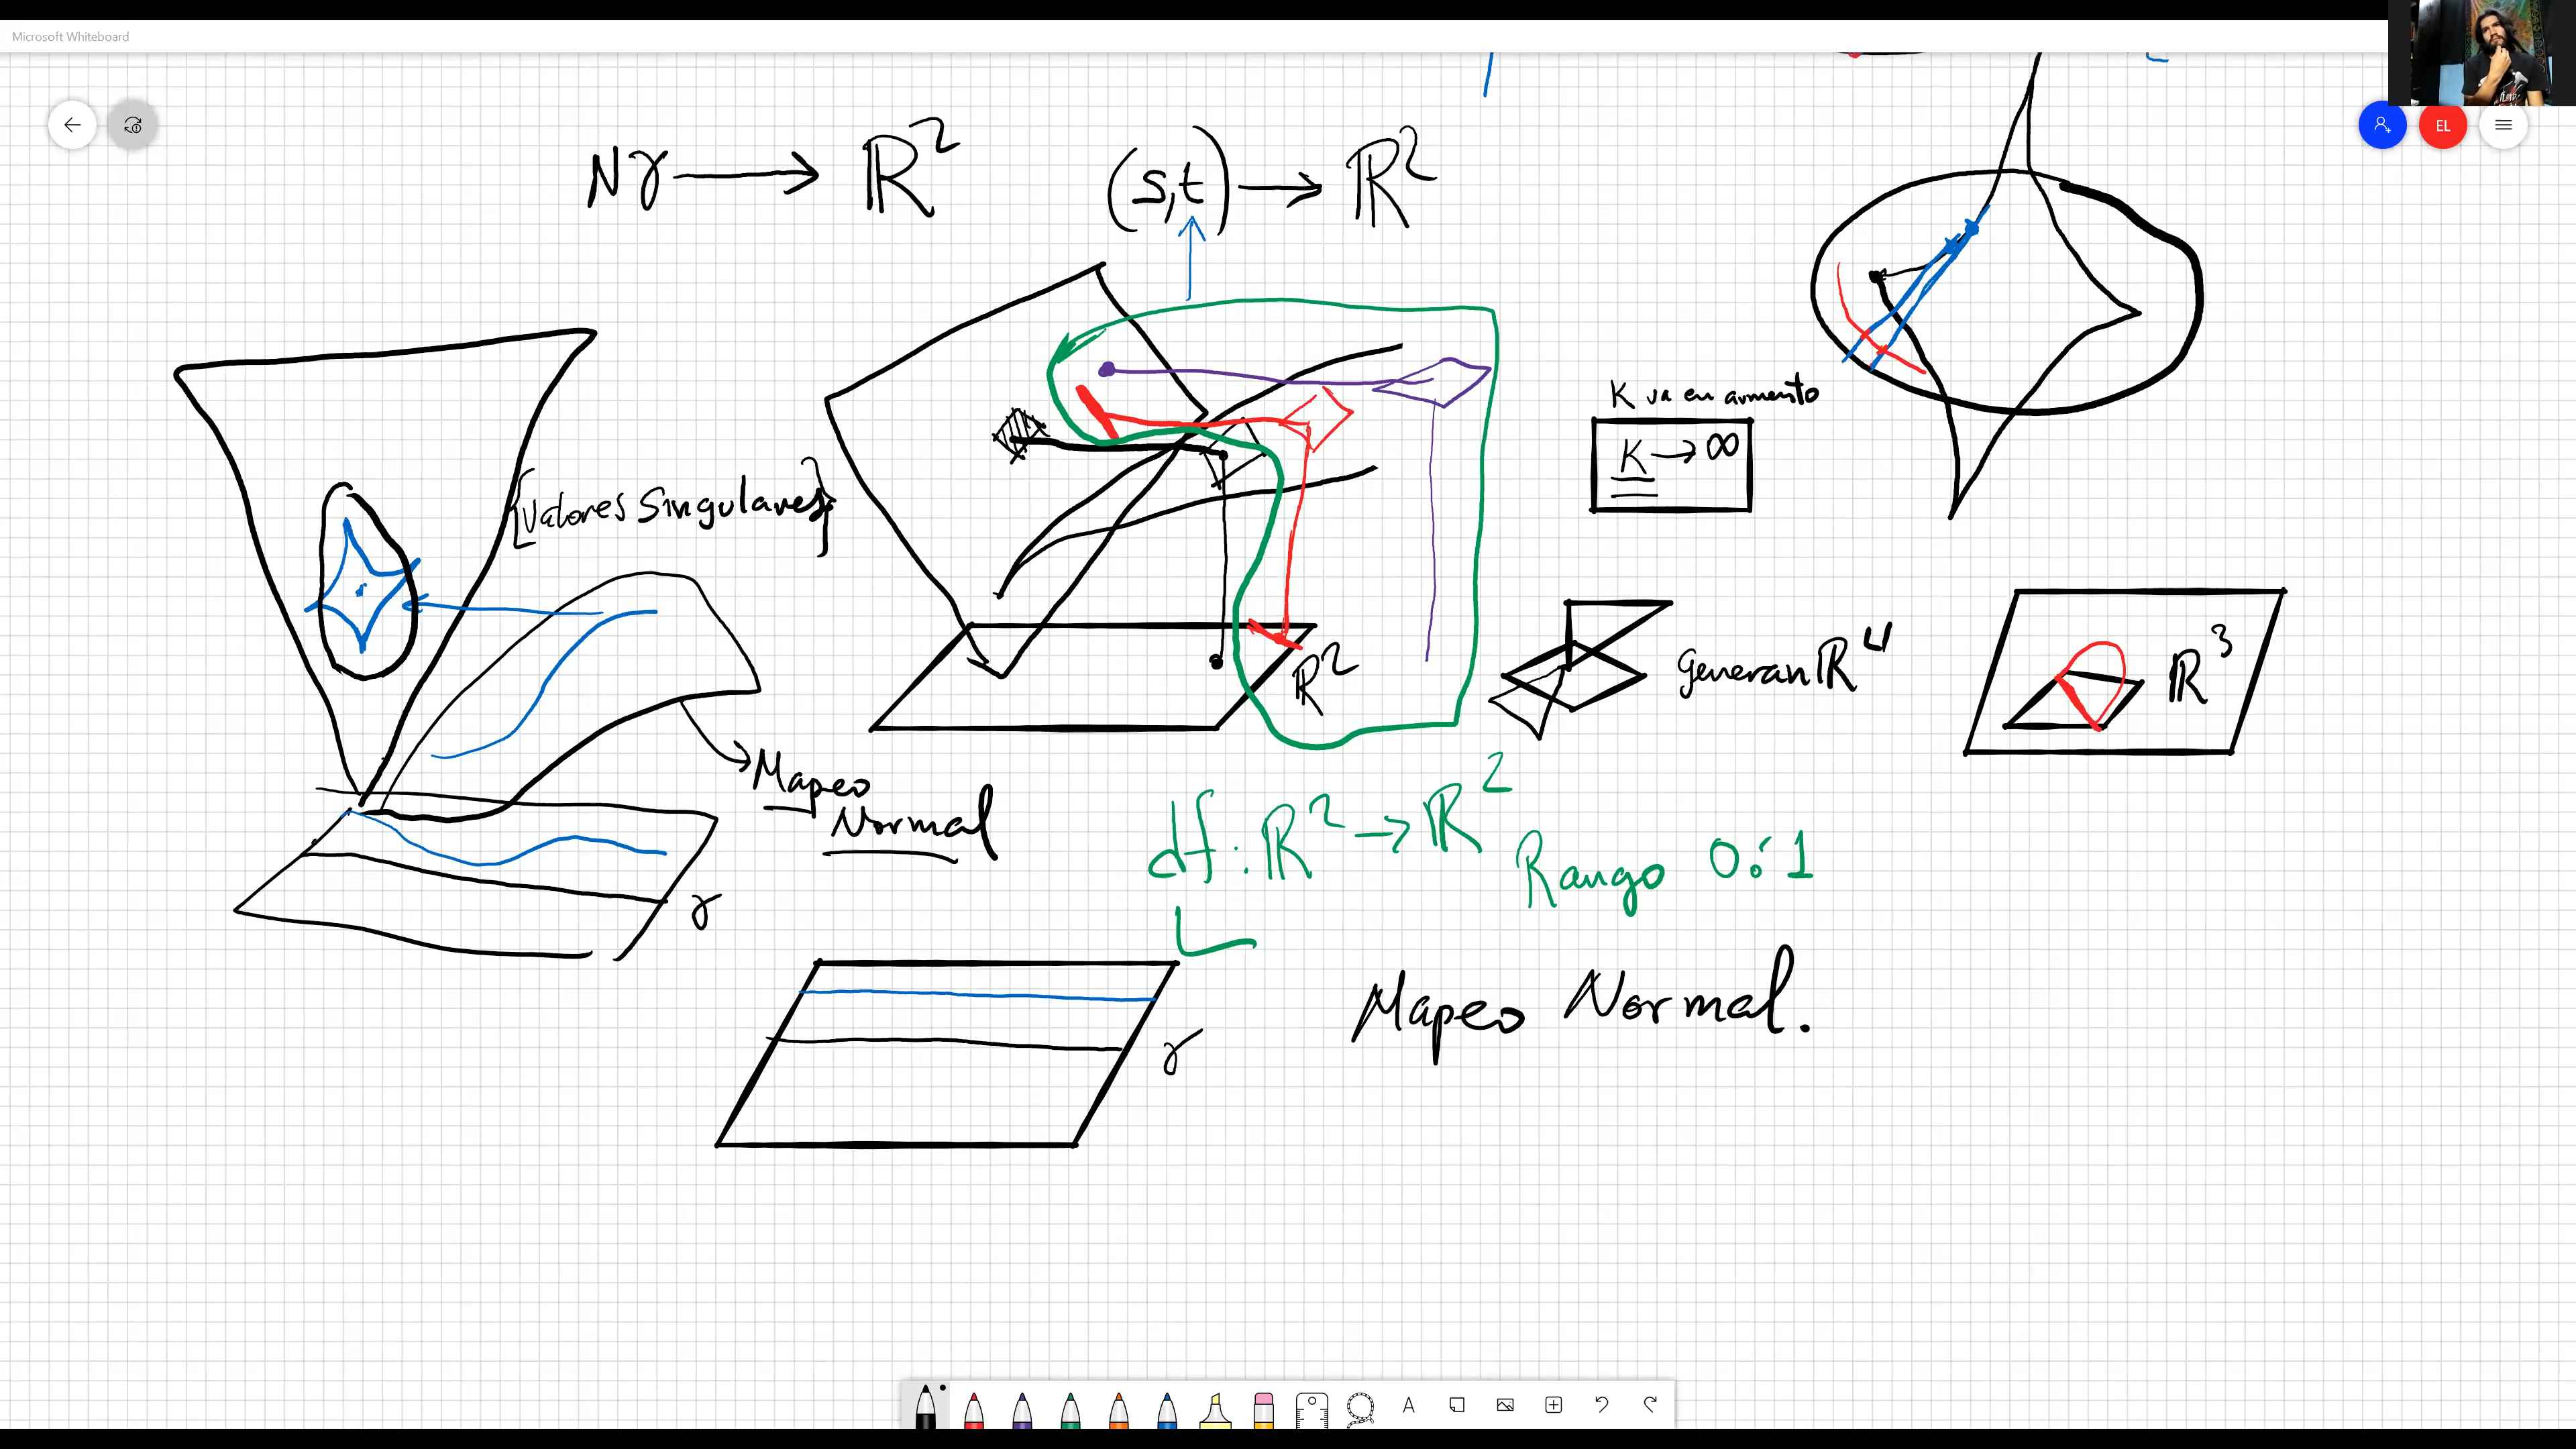 Microsoft Whiteboard
EL
Nγ → ℝ²
(s,t) → ℝ²
K va en aumento
K → ∞
{Valores Singulares}
ℝ²
Generan ℝ⁴
ℝ³
Mapeo
Normal
γ
df: ℝ² → ℝ²
Rango 0 ó 1
Mapeo Normal.
γ
A